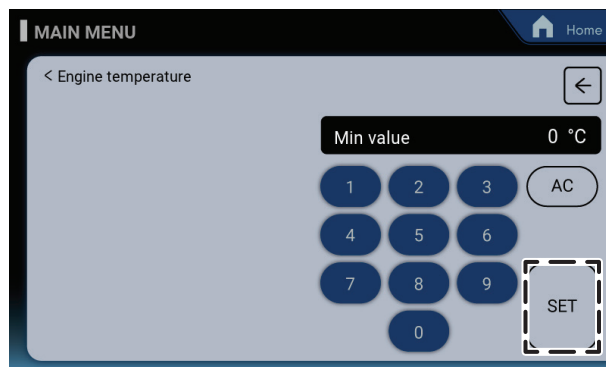 MAIN MENU
Home
< Engine temperature
Min value 0 °C
1 2 3 AC
4 5 6
7 8 9
SET
0